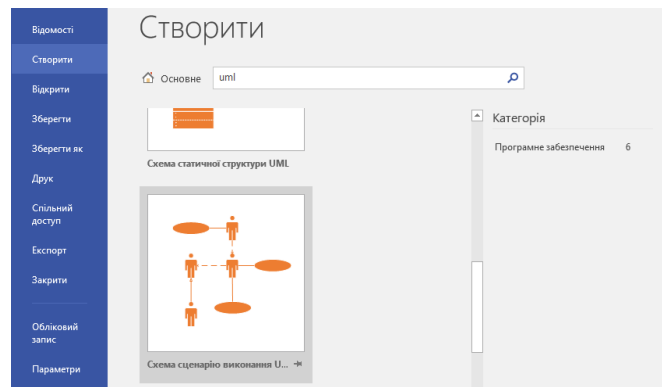 Відомості
Створити
Відкрити
Зберегти
Зберегти як
Друк
Спільний
доступ
Експорт
Закрити
Обліковий
запис
Параметри
Створити
Основне
uml
Схема статичної структури UML
Схема сценарію виконання U...
Категорія
Програмне забезпечення 6